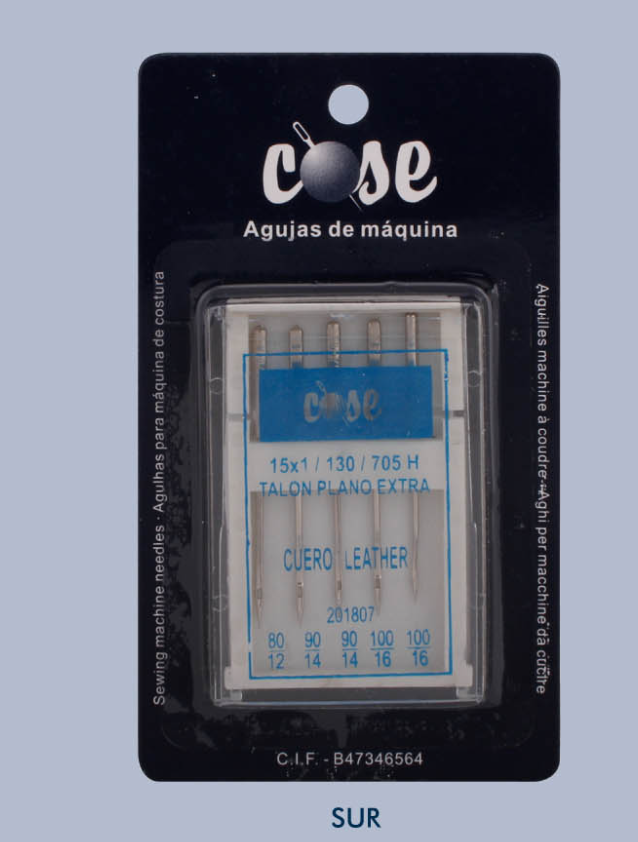 cose
Agujas de máquina
Sewing machine needles · Agulhas para máquina de costura
Aiguilles machine à coudre · Aghi per macchine da cucire
cose
15x1 / 130 / 705 H
TALON PLANO EXTRA
CUERO LEATHER
201807
80 90 90 100 100
12 14 14 16 16
C.I.F. - B47346564
SUR